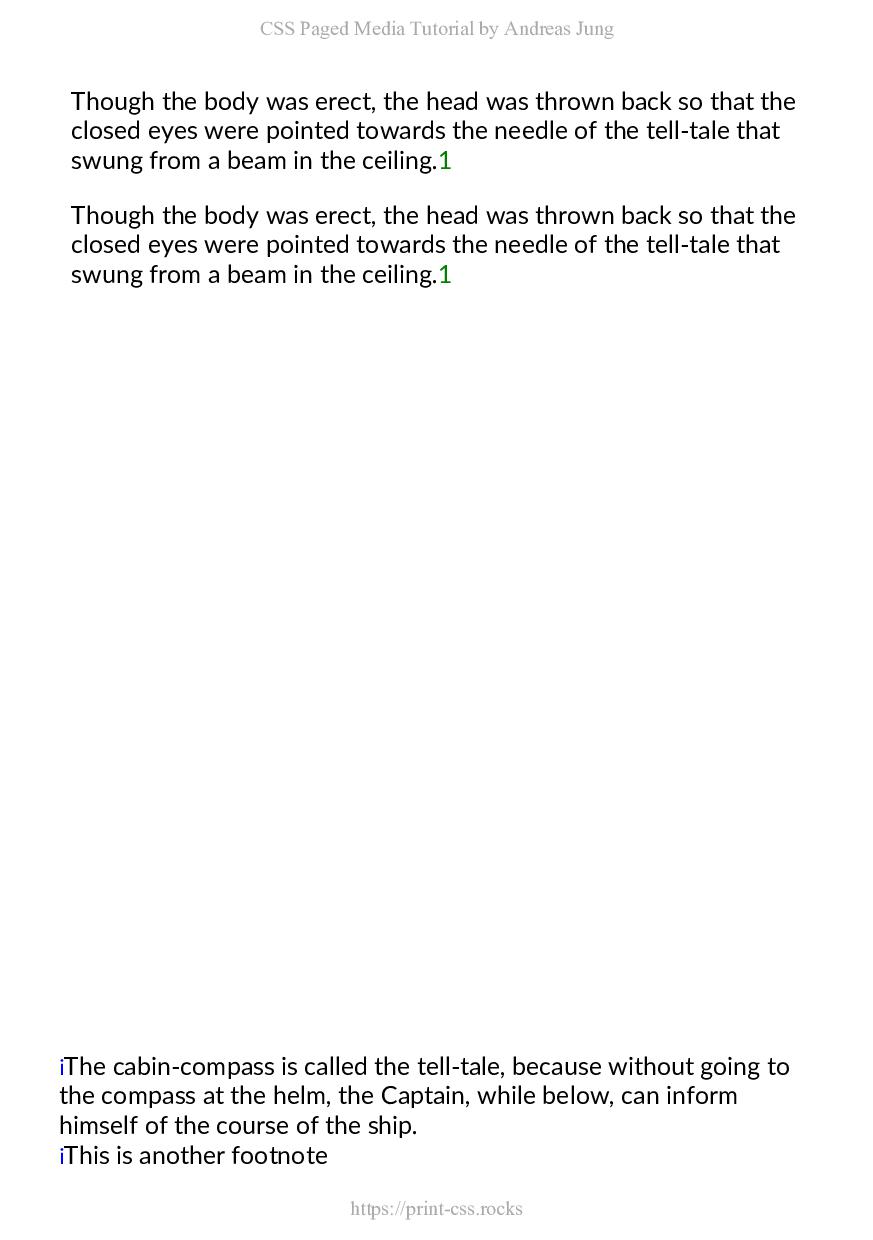 CSS Paged Media Tutorial by Andreas Jung
Though the body was erect, the head was thrown back so that the
closed eyes were pointed towards the needle of the tell-tale that
swung from a beam in the ceiling.1
Though the body was erect, the head was thrown back so that the
closed eyes were pointed towards the needle of the tell-tale that
swung from a beam in the ceiling.1
iThe cabin-compass is called the tell-tale, because without going to
the compass at the helm, the Captain, while below, can inform
himself of the course of the ship.
iThis is another footnote
https://print-css.rocks